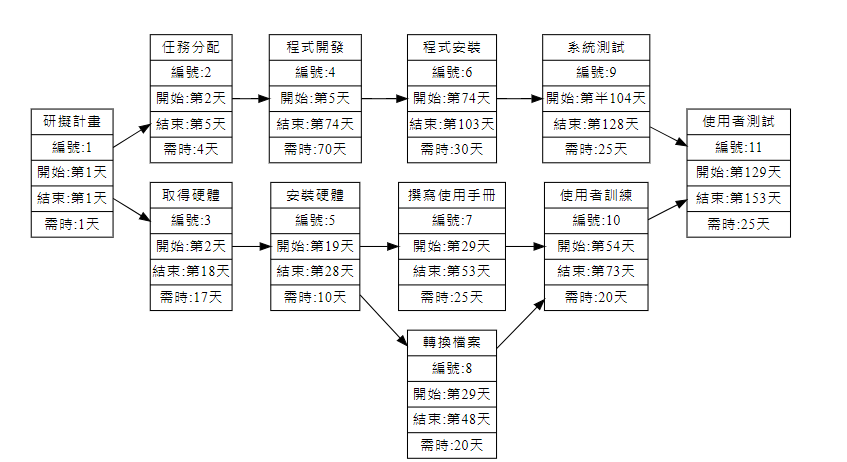 研擬計畫
編號:1
開始:第1天
結束:第1天
需時:1天
任務分配
編號:2
開始:第2天
結束:第5天
需時:4天
取得硬體
編號:3
開始:第2天
結束:第18天
需時:17天
程式開發
編號:4
開始:第5天
結束:第74天
需時:70天
安裝硬體
編號:5
開始:第19天
結束:第28天
需時:10天
程式安裝
編號:6
開始:第74天
結束:第103天
需時:30天
撰寫使用手冊
編號:7
開始:第29天
結束:第53天
需時:25天
轉換檔案
編號:8
開始:第29天
結束:第48天
需時:20天
系統測試
編號:9
開始:第半104天
結束:第128天
需時:25天
使用者訓練
編號:10
開始:第54天
結束:第73天
需時:20天
使用者測試
編號:11
開始:第129天
結束:第153天
需時:25天